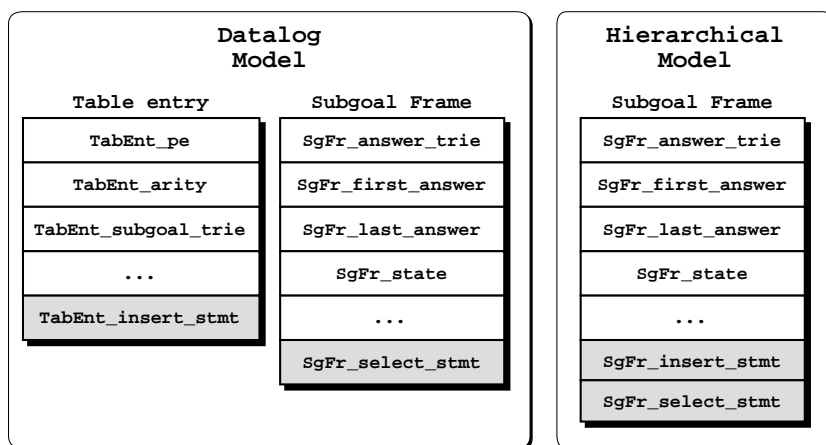 Datalog
Model
Table entry
TabEnt_pe
TabEnt_arity
TabEnt_subgoal_trie
...
TabEnt_insert_stmt
Subgoal Frame
SgFr_answer_trie
SgFr_first_answer
SgFr_last_answer
SgFr_state
...
SgFr_select_stmt
Hierarchical
Model
Subgoal Frame
SgFr_answer_trie
SgFr_first_answer
SgFr_last_answer
SgFr_state
...
SgFr_insert_stmt
SgFr_select_stmt